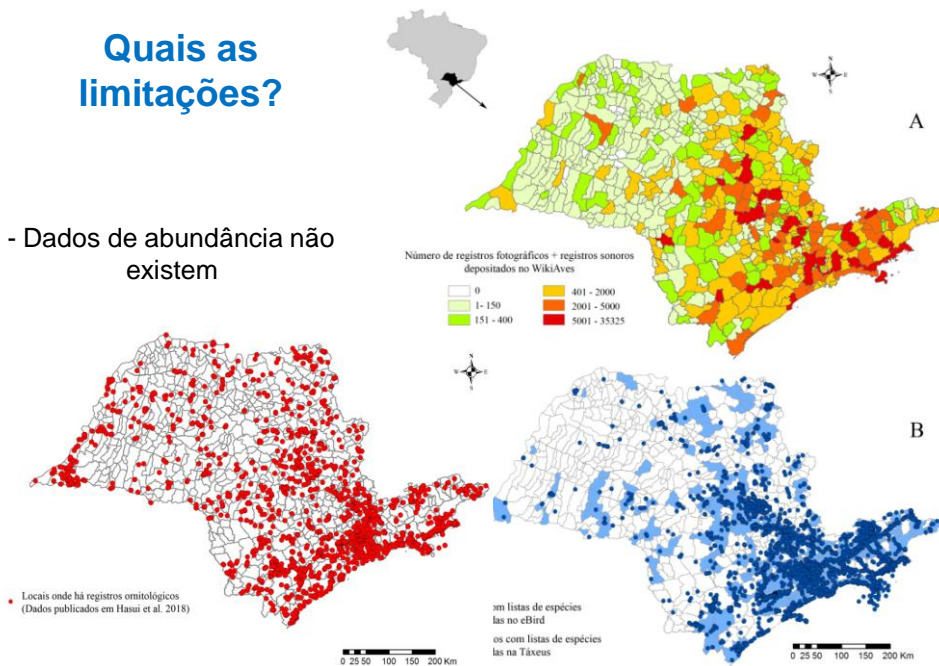 Quais as
limitações?
- Dados de abundância não
existem
A
N
W
E
S
Número de registros fotográficos + registros sonoros
depositados no WikiAves
0
1- 150
151 - 400
401 - 2000
2001 - 5000
5001 - 35325
W
E
S
Locais onde há registros ornitológicos
(Dados publicados em Hasui et al. 2018)
0 25 50 100 150 200 Km
B
om listas de espécies
das no eBird
os com listas de espécies
das na Táxeus
0 25 50 100 150 200 Km